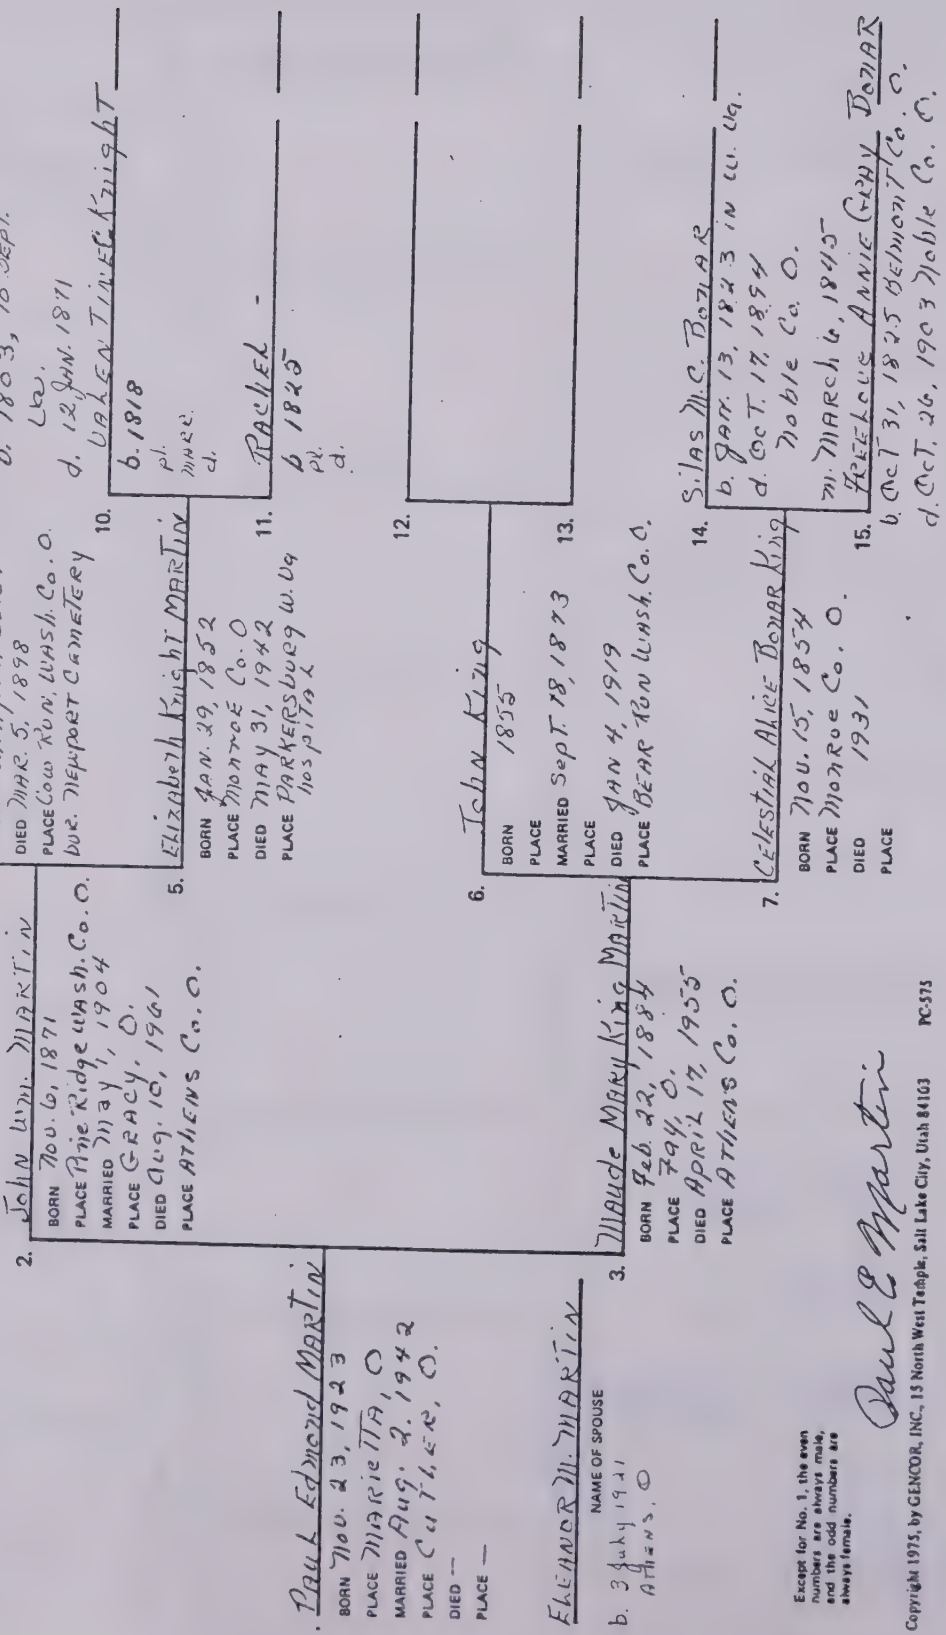 . PAUL EDMOND MARTIN
BORN NOV. 23, 1923
PLACE MARIETTA, O
MARRIED AUG. 2. 1942
PLACE CUTLER, O.
DIED —
PLACE —
ELEANOR M. MARTIN
NAME OF SPOUSE
b. 3 July 1921
ATHENS, O
2. John Wm. MARTIN
BORN NOV. 6, 1871
PLACE Pine Ridge WASH. Co. O.
MARRIED MAY 1, 1904
PLACE GRACY, O.
DIED AUG. 10, 1961
PLACE ATHENS Co. O.
3. MAUDE MARY King MARTIN
BORN Feb. 22, 1884
PLACE FAY, O.
DIED APRIL 17, 1955
PLACE ATHENS Co. O.
DIED MAR. 5, 1898
PLACE COW RUN, WASH. Co. O.
BUR. NEWPORT CEMETERY
5. ELIZABETH Knight MARTIN
BORN JAN. 29, 1852
PLACE MONROE Co. O
DIED MAY 31, 1942
PLACE PARKERSBURG W. Va
hospital
6. John King
BORN 1855
PLACE
MARRIED SepT. 18, 1873
PLACE
DIED JAN 4, 1919
PLACE BEAR RUN WASH. Co. O.
7. CELESTIAL ALICE BONAR King
BORN NOV. 15, 1854
PLACE MONROE Co. O.
DIED 1931
PLACE
1803, 10 SEPT.
d. 12 JAN. 1871
10. VALENTINE Knight
b. 1818
pl.
marr.
d.
11. RACHEL -
b 1825
pl.
d.
12.
13.
14. SILAS M.C. BONAR
b. JAN. 13, 1823 IN W. Va.
d. OCT. 17, 1894
Noble Co. O.
m. MARCH 6, 1845
15. FREELOVE ANNIE GRAY BONAR
b. OCT 31, 1825 BELMONT Co. O.
d. OCT. 26, 1903 Noble Co. O.
Except for No. 1, the even
numbers are always male,
and the odd numbers are
always female.
Paul E Martin
Copyright 1975, by GENCOR, INC., 15 North West Temple, Salt Lake City, Utah 84103 PC-575